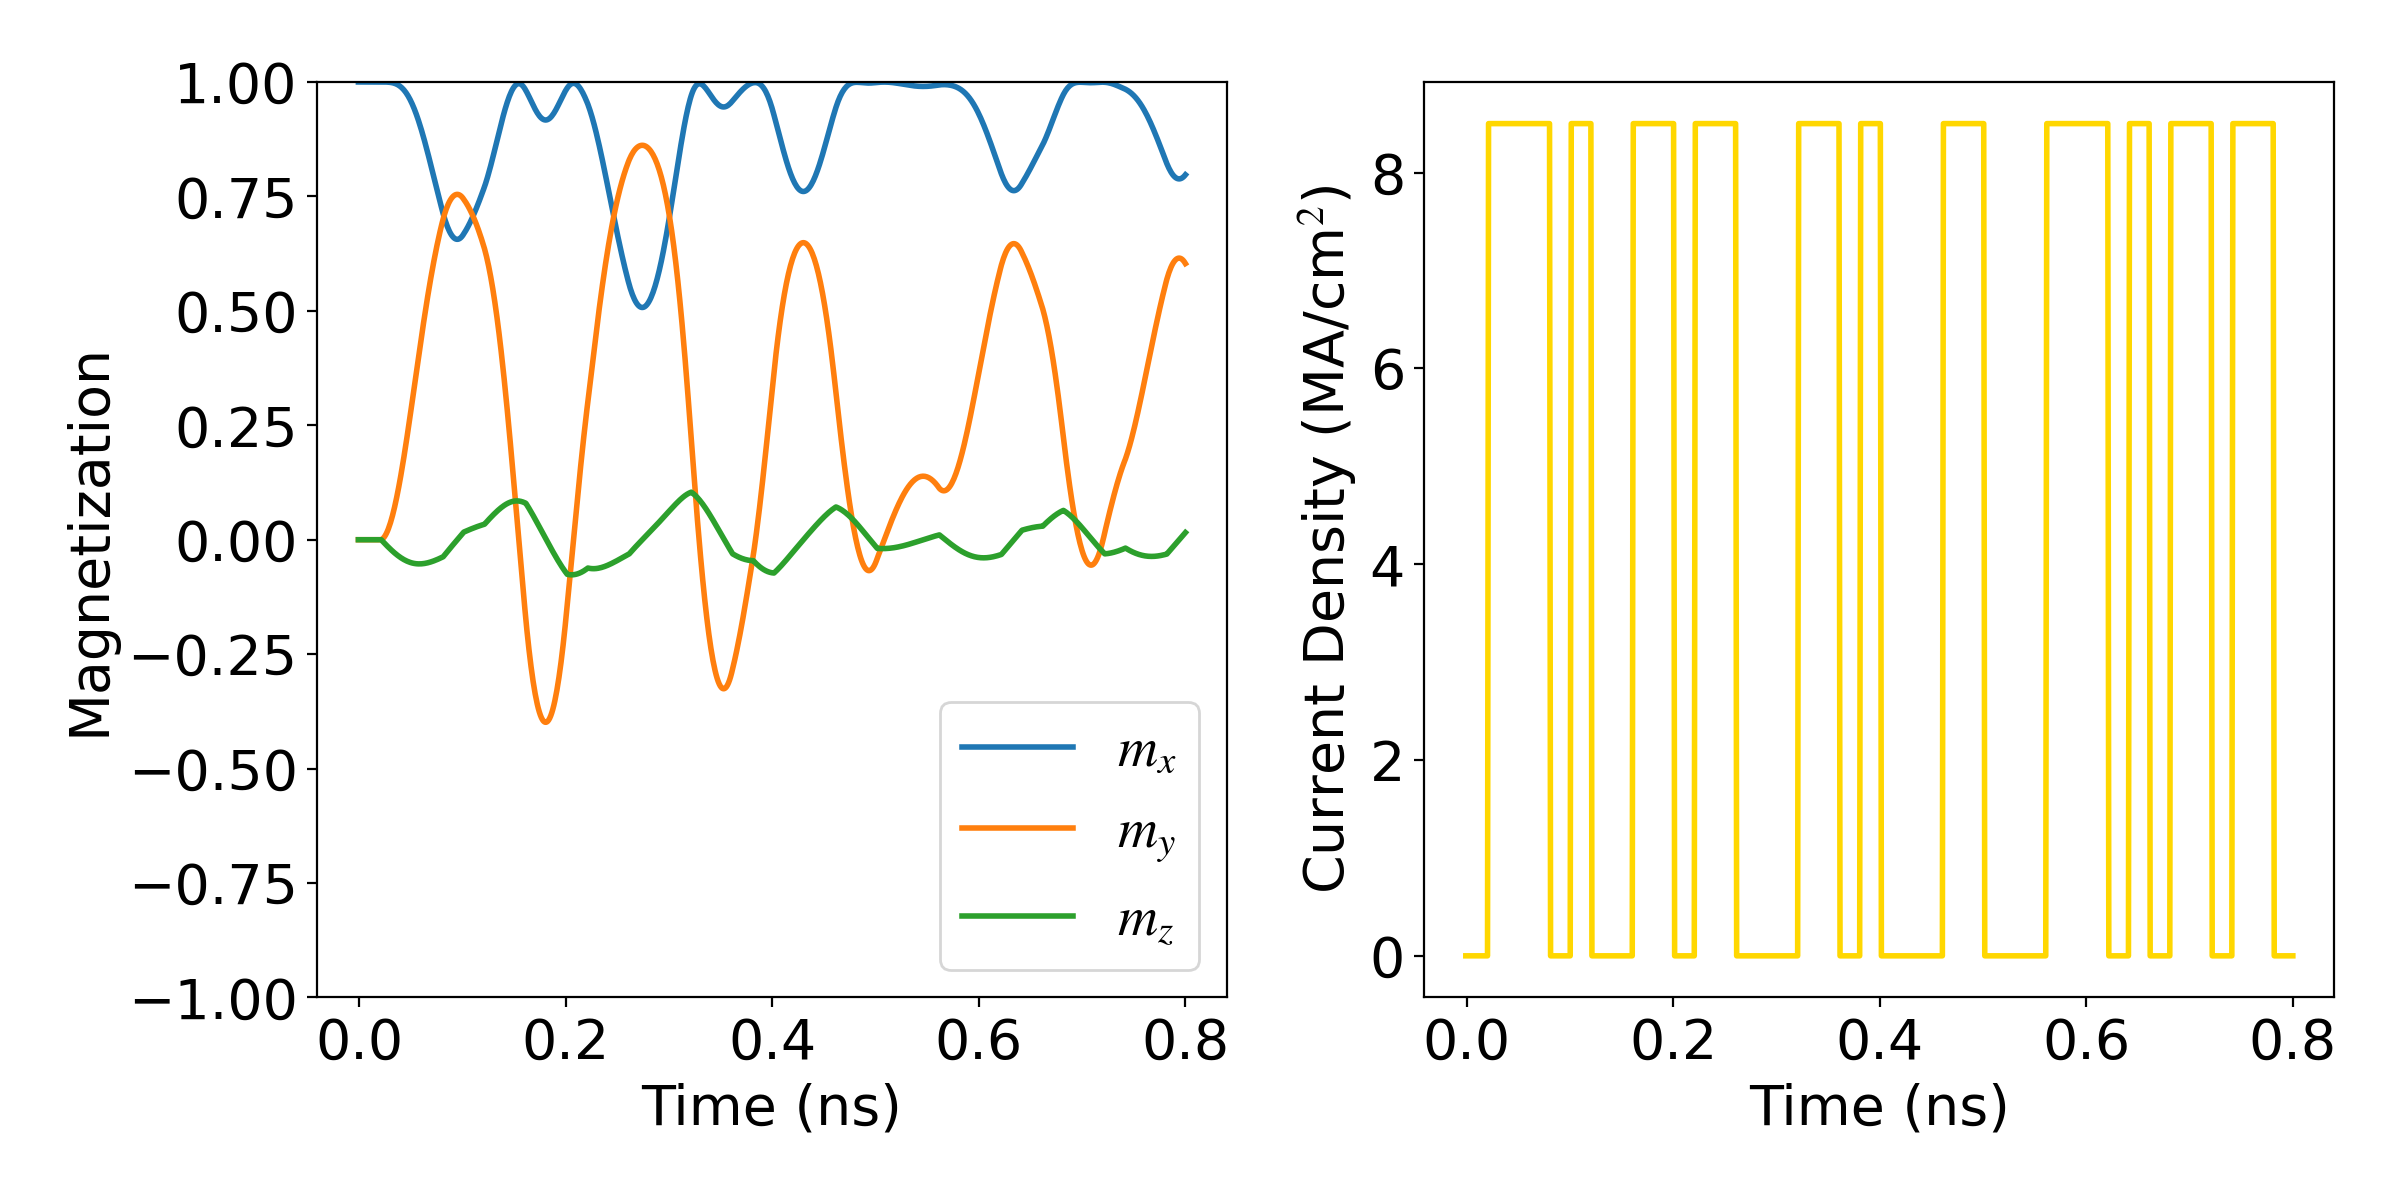 1.00
0.75
0.50
0.25
0.00
−0.25
−0.50
−0.75
−1.00
Magnetization
0.0 0.2 0.4 0.6 0.8
Time (ns)
m_x
m_y
m_z
8
6
4
2
0
Current Density (MA/cm²)
0.0 0.2 0.4 0.6 0.8
Time (ns)